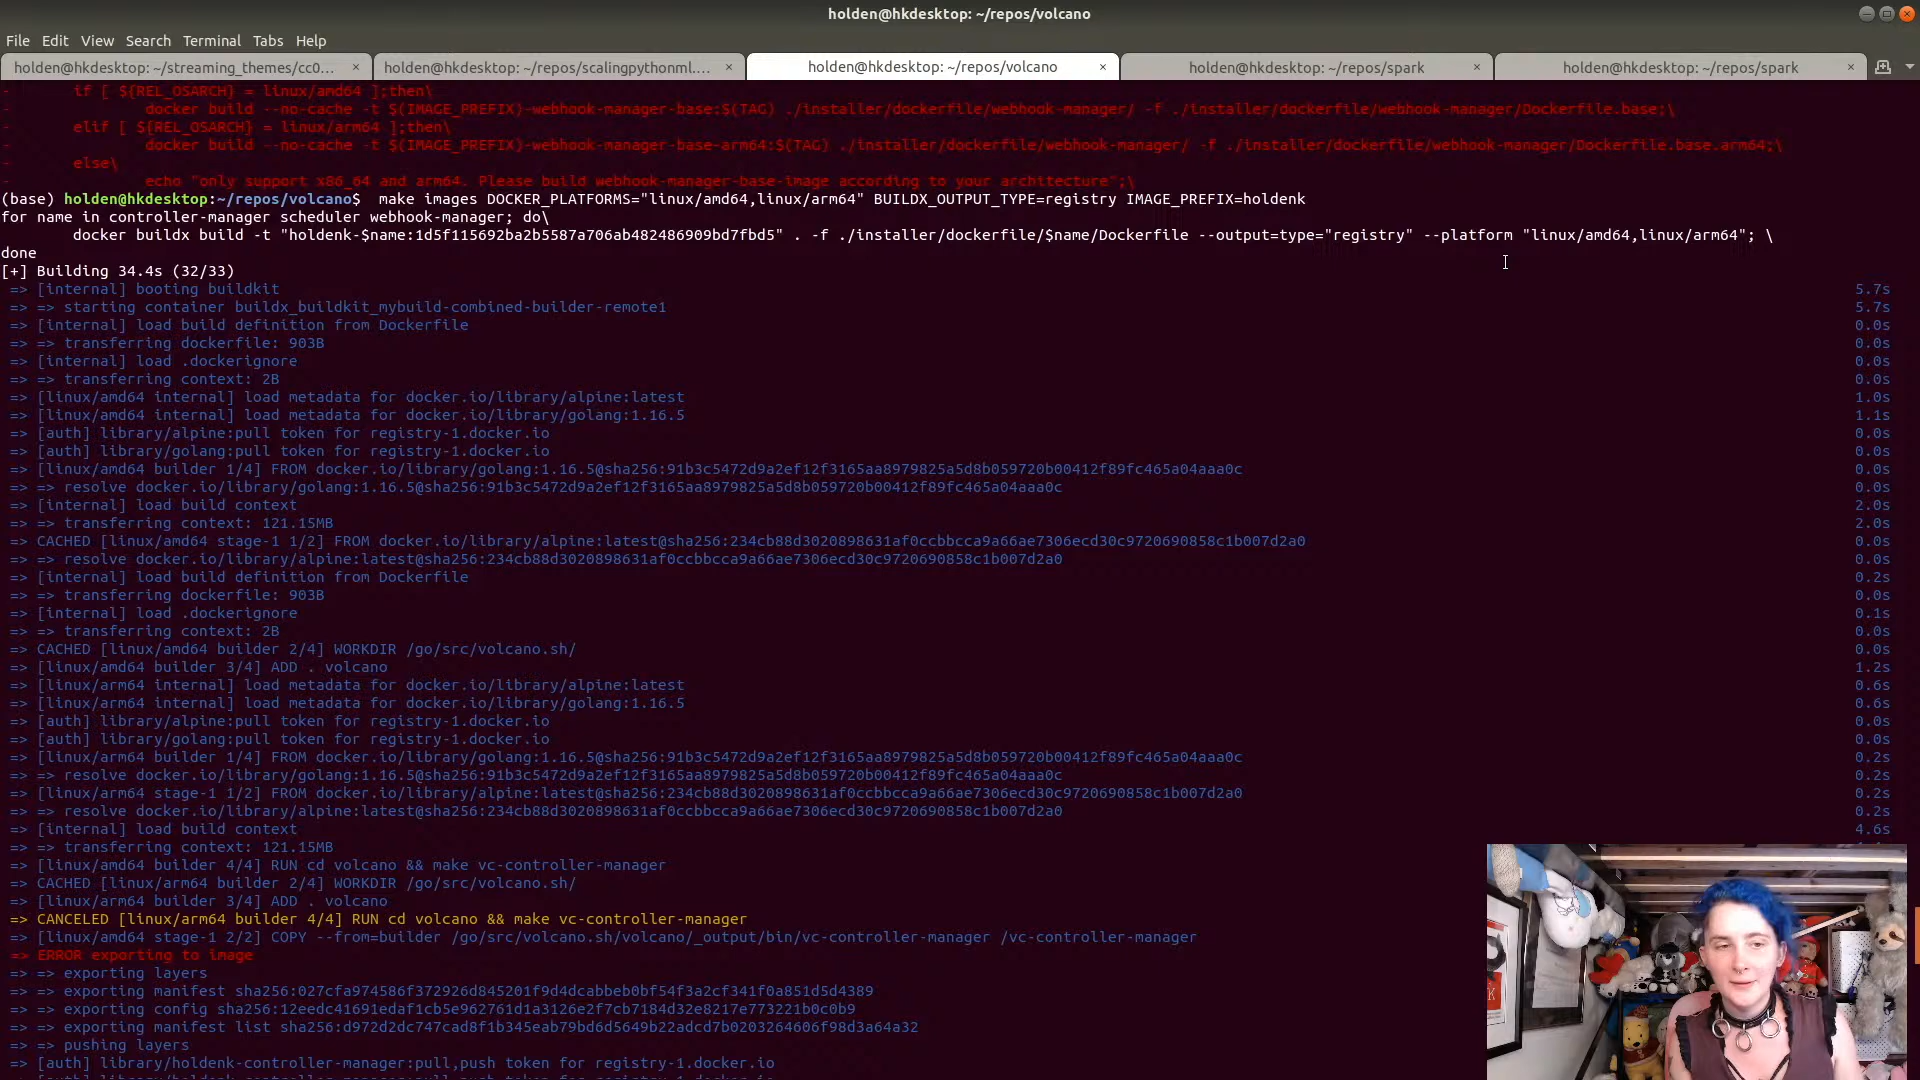 holden@hkdesktop: ~/repos/volcano
File Edit View Search Terminal Tabs Help
holden@hkdesktop: ~/streaming_themes/cc0... × holden@hkdesktop: ~/repos/scalingpythonml.... × holden@hkdesktop: ~/repos/volcano × holden@hkdesktop: ~/repos/spark × holden@hkdesktop: ~/repos/spark ×
- if [ ${REL_OSARCH} = linux/amd64 ];then\
- docker build --no-cache -t $(IMAGE_PREFIX)-webhook-manager-base:$(TAG) ./installer/dockerfile/webhook-manager/ -f ./installer/dockerfile/webhook-manager/Dockerfile.base;\
- elif [ ${REL_OSARCH} = linux/arm64 ];then\
- docker build --no-cache -t $(IMAGE_PREFIX)-webhook-manager-base-arm64:$(TAG) ./installer/dockerfile/webhook-manager/ -f ./installer/dockerfile/webhook-manager/Dockerfile.base.arm64;\
- else\
- echo "only support x86_64 and arm64. Please build webhook-manager-base-image according to your architecture";\
(base) holden@hkdesktop:~/repos/volcano$ make images DOCKER_PLATFORMS="linux/amd64,linux/arm64" BUILDX_OUTPUT_TYPE=registry IMAGE_PREFIX=holdenk
for name in controller-manager scheduler webhook-manager; do\
docker buildx build -t "holdenk-$name:1d5f115692ba2b5587a706ab482486909bd7fbd5" . -f ./installer/dockerfile/$name/Dockerfile --output=type="registry" --platform "linux/amd64,linux/arm64"; \
done
[+] Building 34.4s (32/33)
=> [internal] booting buildkit 5.7s
=> => starting container buildx_buildkit_mybuild-combined-builder-remote1 5.7s
=> [internal] load build definition from Dockerfile 0.0s
=> => transferring dockerfile: 903B 0.0s
=> [internal] load .dockerignore 0.0s
=> => transferring context: 2B 0.0s
=> [linux/amd64 internal] load metadata for docker.io/library/alpine:latest 1.0s
=> [linux/amd64 internal] load metadata for docker.io/library/golang:1.16.5 1.1s
=> [auth] library/alpine:pull token for registry-1.docker.io 0.0s
=> [auth] library/golang:pull token for registry-1.docker.io 0.0s
=> [linux/amd64 builder 1/4] FROM docker.io/library/golang:1.16.5@sha256:91b3c5472d9a2ef12f3165aa8979825a5d8b059720b00412f89fc465a04aaa0c 0.0s
=> => resolve docker.io/library/golang:1.16.5@sha256:91b3c5472d9a2ef12f3165aa8979825a5d8b059720b00412f89fc465a04aaa0c 0.0s
=> [internal] load build context 2.0s
=> => transferring context: 121.15MB 2.0s
=> CACHED [linux/amd64 stage-1 1/2] FROM docker.io/library/alpine:latest@sha256:234cb88d3020898631af0ccbbcca9a66ae7306ecd30c9720690858c1b007d2a0 0.0s
=> => resolve docker.io/library/alpine:latest@sha256:234cb88d3020898631af0ccbbcca9a66ae7306ecd30c9720690858c1b007d2a0 0.0s
=> [internal] load build definition from Dockerfile 0.2s
=> => transferring dockerfile: 903B 0.0s
=> [internal] load .dockerignore 0.1s
=> => transferring context: 2B 0.0s
=> CACHED [linux/amd64 builder 2/4] WORKDIR /go/src/volcano.sh/ 0.0s
=> [linux/amd64 builder 3/4] ADD . volcano 1.2s
=> [linux/arm64 internal] load metadata for docker.io/library/alpine:latest 0.6s
=> [linux/arm64 internal] load metadata for docker.io/library/golang:1.16.5 0.6s
=> [auth] library/alpine:pull token for registry-1.docker.io 0.0s
=> [auth] library/golang:pull token for registry-1.docker.io 0.0s
=> [linux/arm64 builder 1/4] FROM docker.io/library/golang:1.16.5@sha256:91b3c5472d9a2ef12f3165aa8979825a5d8b059720b00412f89fc465a04aaa0c 0.2s
=> => resolve docker.io/library/golang:1.16.5@sha256:91b3c5472d9a2ef12f3165aa8979825a5d8b059720b00412f89fc465a04aaa0c 0.2s
=> [linux/arm64 stage-1 1/2] FROM docker.io/library/alpine:latest@sha256:234cb88d3020898631af0ccbbcca9a66ae7306ecd30c9720690858c1b007d2a0 0.2s
=> => resolve docker.io/library/alpine:latest@sha256:234cb88d3020898631af0ccbbcca9a66ae7306ecd30c9720690858c1b007d2a0 0.2s
=> [internal] load build context 4.6s
=> => transferring context: 121.15MB
=> [linux/amd64 builder 4/4] RUN cd volcano && make vc-controller-manager
=> CACHED [linux/arm64 builder 2/4] WORKDIR /go/src/volcano.sh/
=> [linux/arm64 builder 3/4] ADD . volcano
=> CANCELED [linux/arm64 builder 4/4] RUN cd volcano && make vc-controller-manager
=> [linux/amd64 stage-1 2/2] COPY --from=builder /go/src/volcano.sh/volcano/_output/bin/vc-controller-manager /vc-controller-manager
=> ERROR exporting to image
=> => exporting layers
=> => exporting manifest sha256:027cfa974586f372926d845201f9d4dcabbeb0bf54f3a2cf341f0a851d5d4389
=> => exporting config sha256:12eedc41691edaf1cb5e962761d1a3126e2f7cb7184d32e8217e773221b0c0b9
=> => exporting manifest list sha256:d972d2dc747cad8f1b345eab79bd6d5649b22adcd7b0203264606f98d3a64a32
=> => pushing layers
=> [auth] library/holdenk-controller-manager:pull,push token for registry-1.docker.io